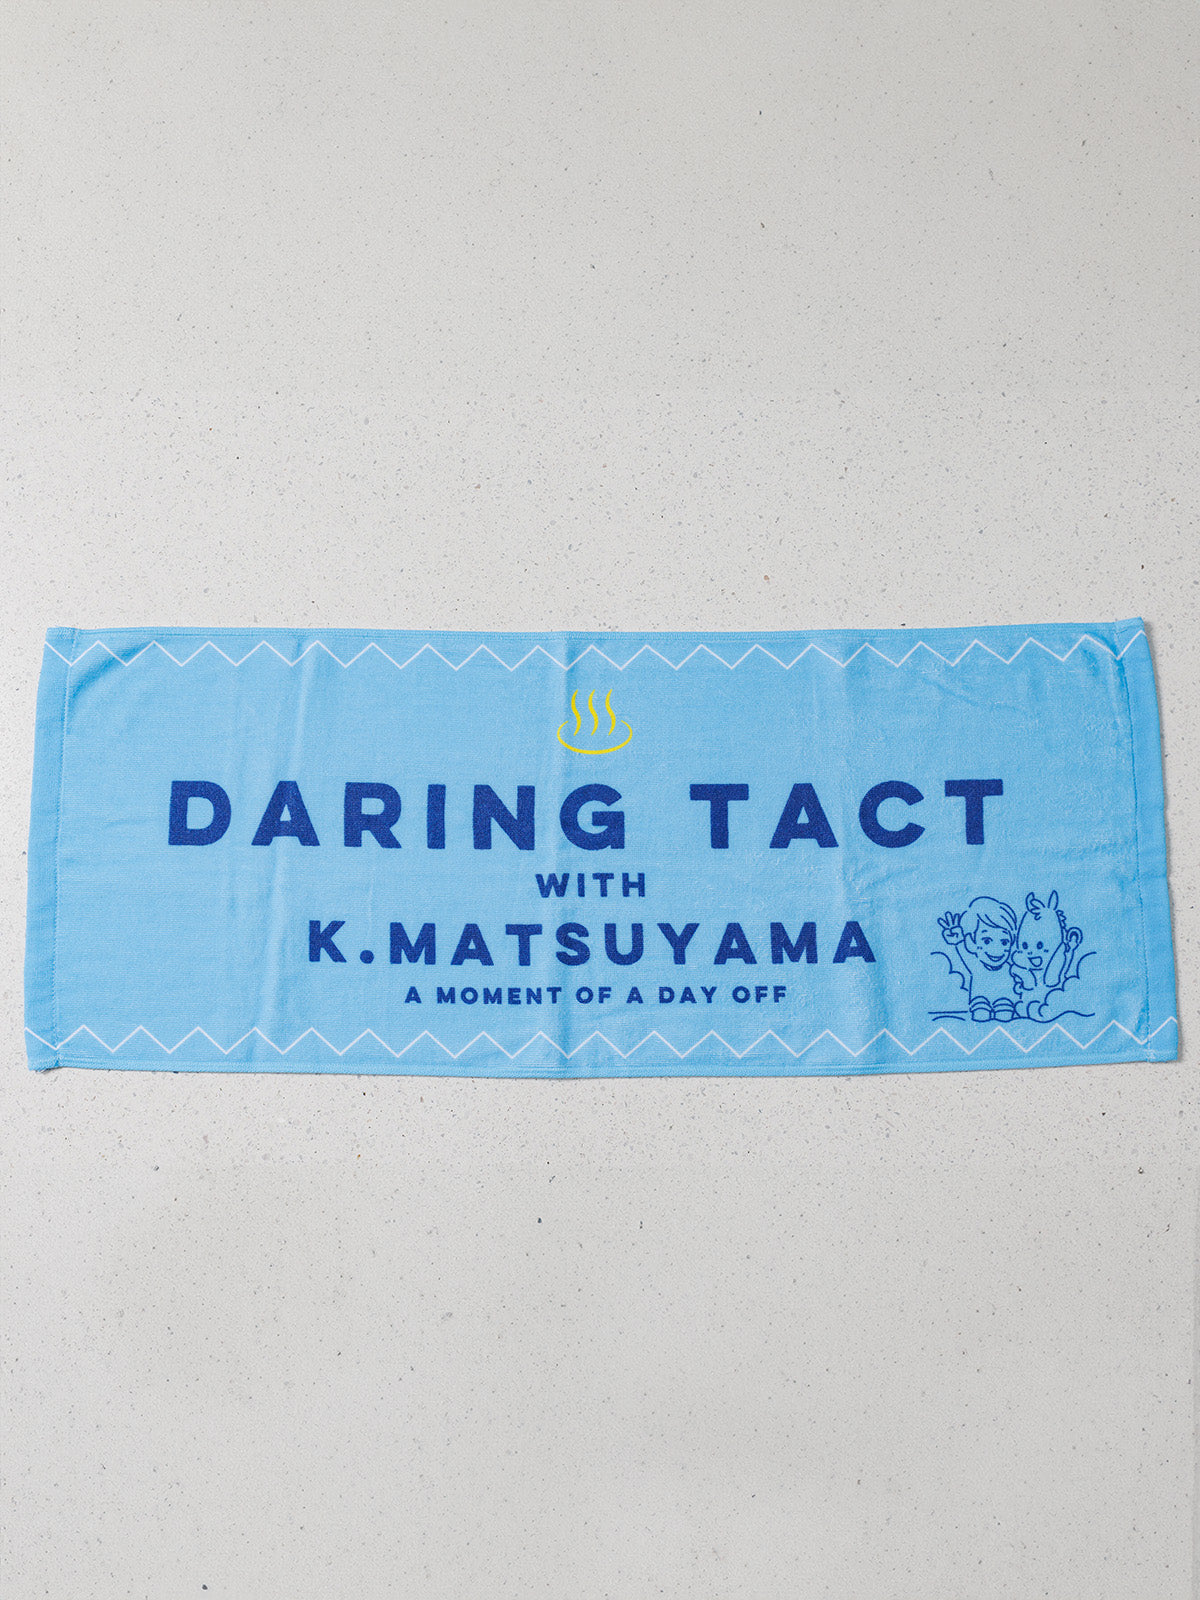 DARING TACT
WITH
K.MATSUYAMA
A MOMENT OF A DAY OFF